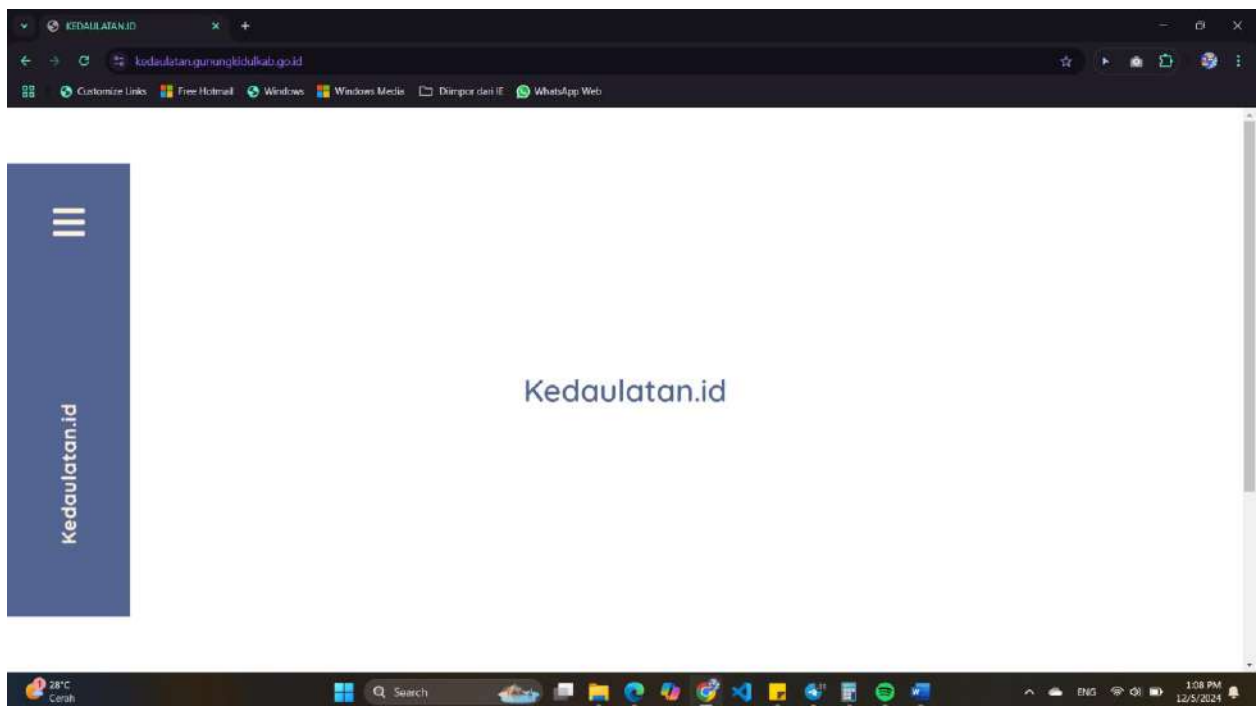 KEDAULATAN.ID
kedaulatan.gunungkidulkab.go.id
Customize Links Free Hotmail Windows Windows Media Diimpor dari IE WhatsApp Web
Kedaulatan.id
Kedaulatan.id
28°C
Cerah
Search
ENG
1:08 PM
12/5/2024